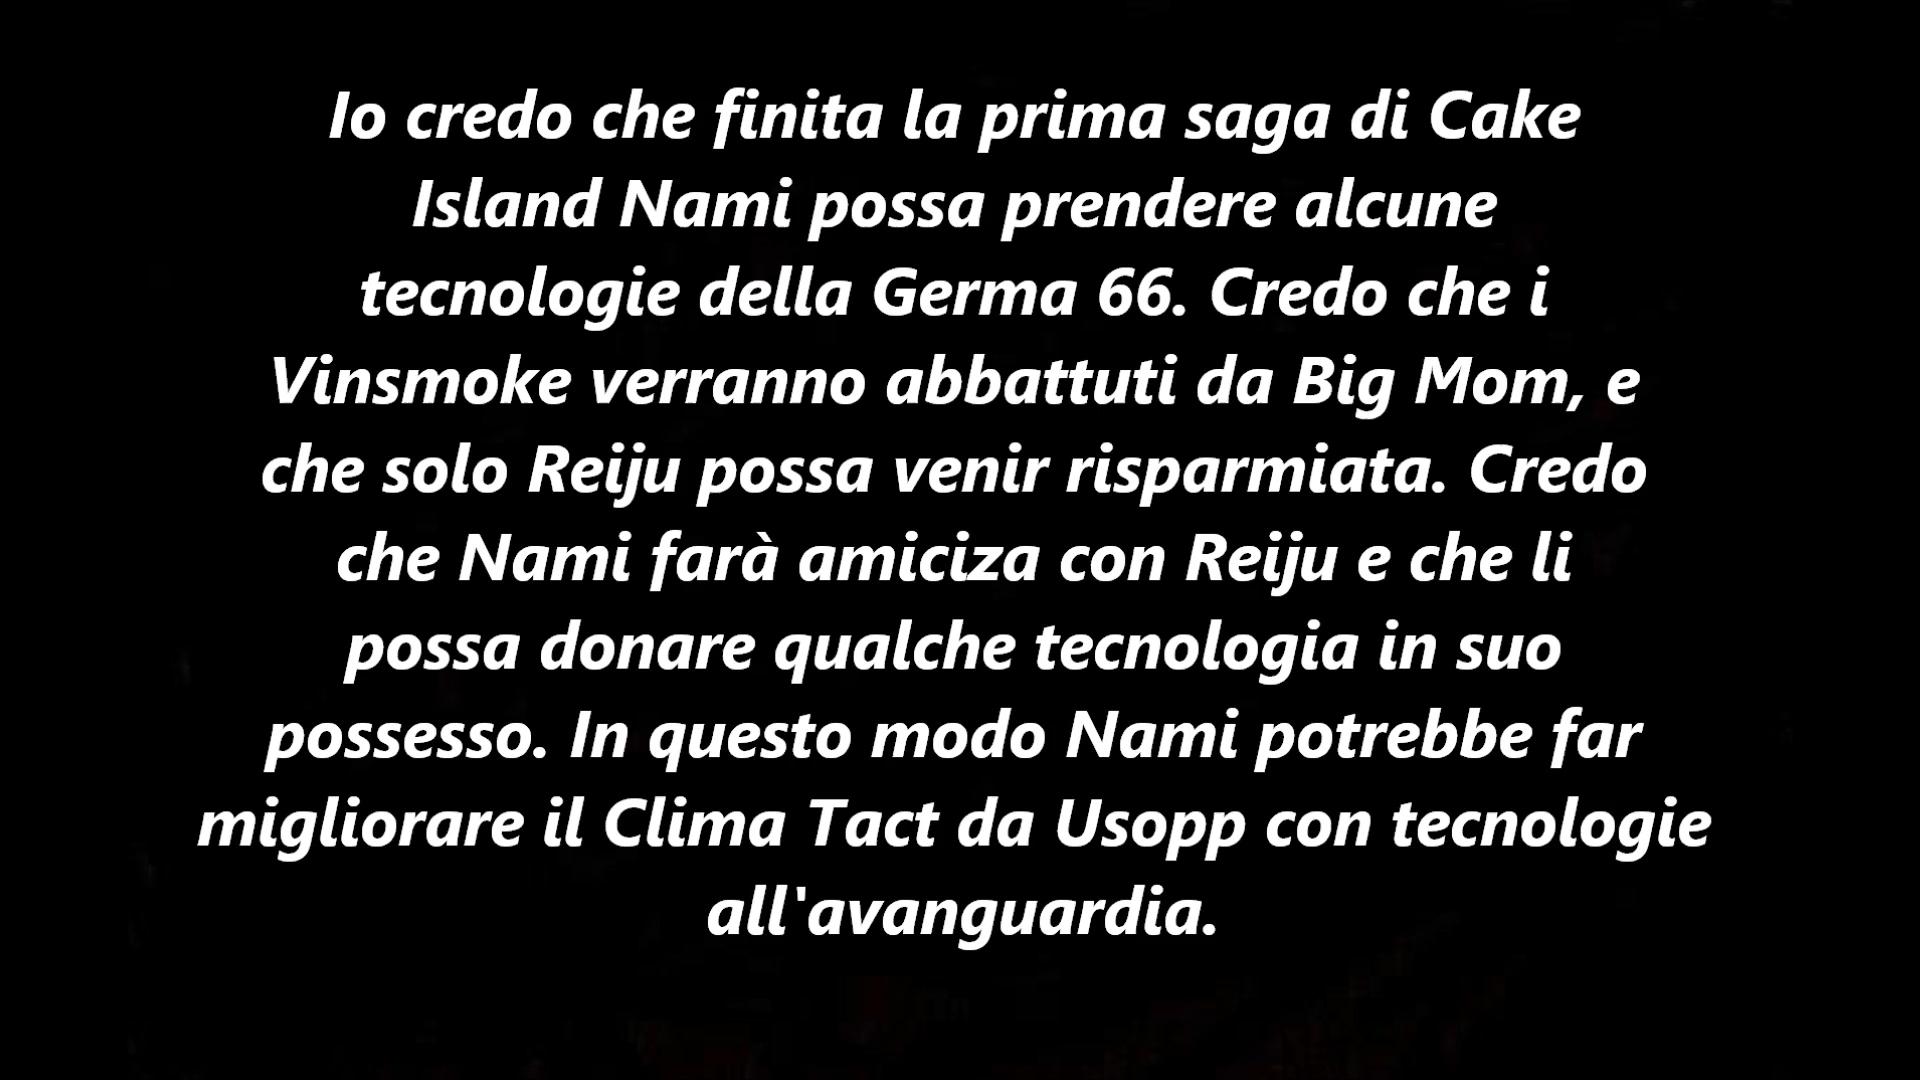 Io credo che finita la prima saga di Cake
Island Nami possa prendere alcune
tecnologie della Germa 66. Credo che i
Vinsmoke verranno abbattuti da Big Mom, e
che solo Reiju possa venir risparmiata. Credo
che Nami farà amiciza con Reiju e che li
possa donare qualche tecnologia in suo
possesso. In questo modo Nami potrebbe far
migliorare il Clima Tact da Usopp con tecnologie
all'avanguardia.